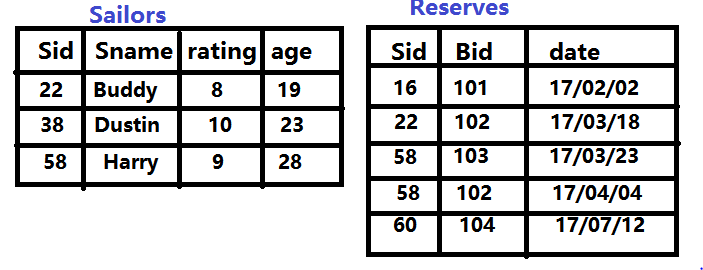 Sailors
Sid Sname rating age
22 Buddy 8 19
38 Dustin 10 23
58 Harry 9 28
Reserves
Sid Bid date
16 101 17/02/02
22 102 17/03/18
58 103 17/03/23
58 102 17/04/04
60 104 17/07/12